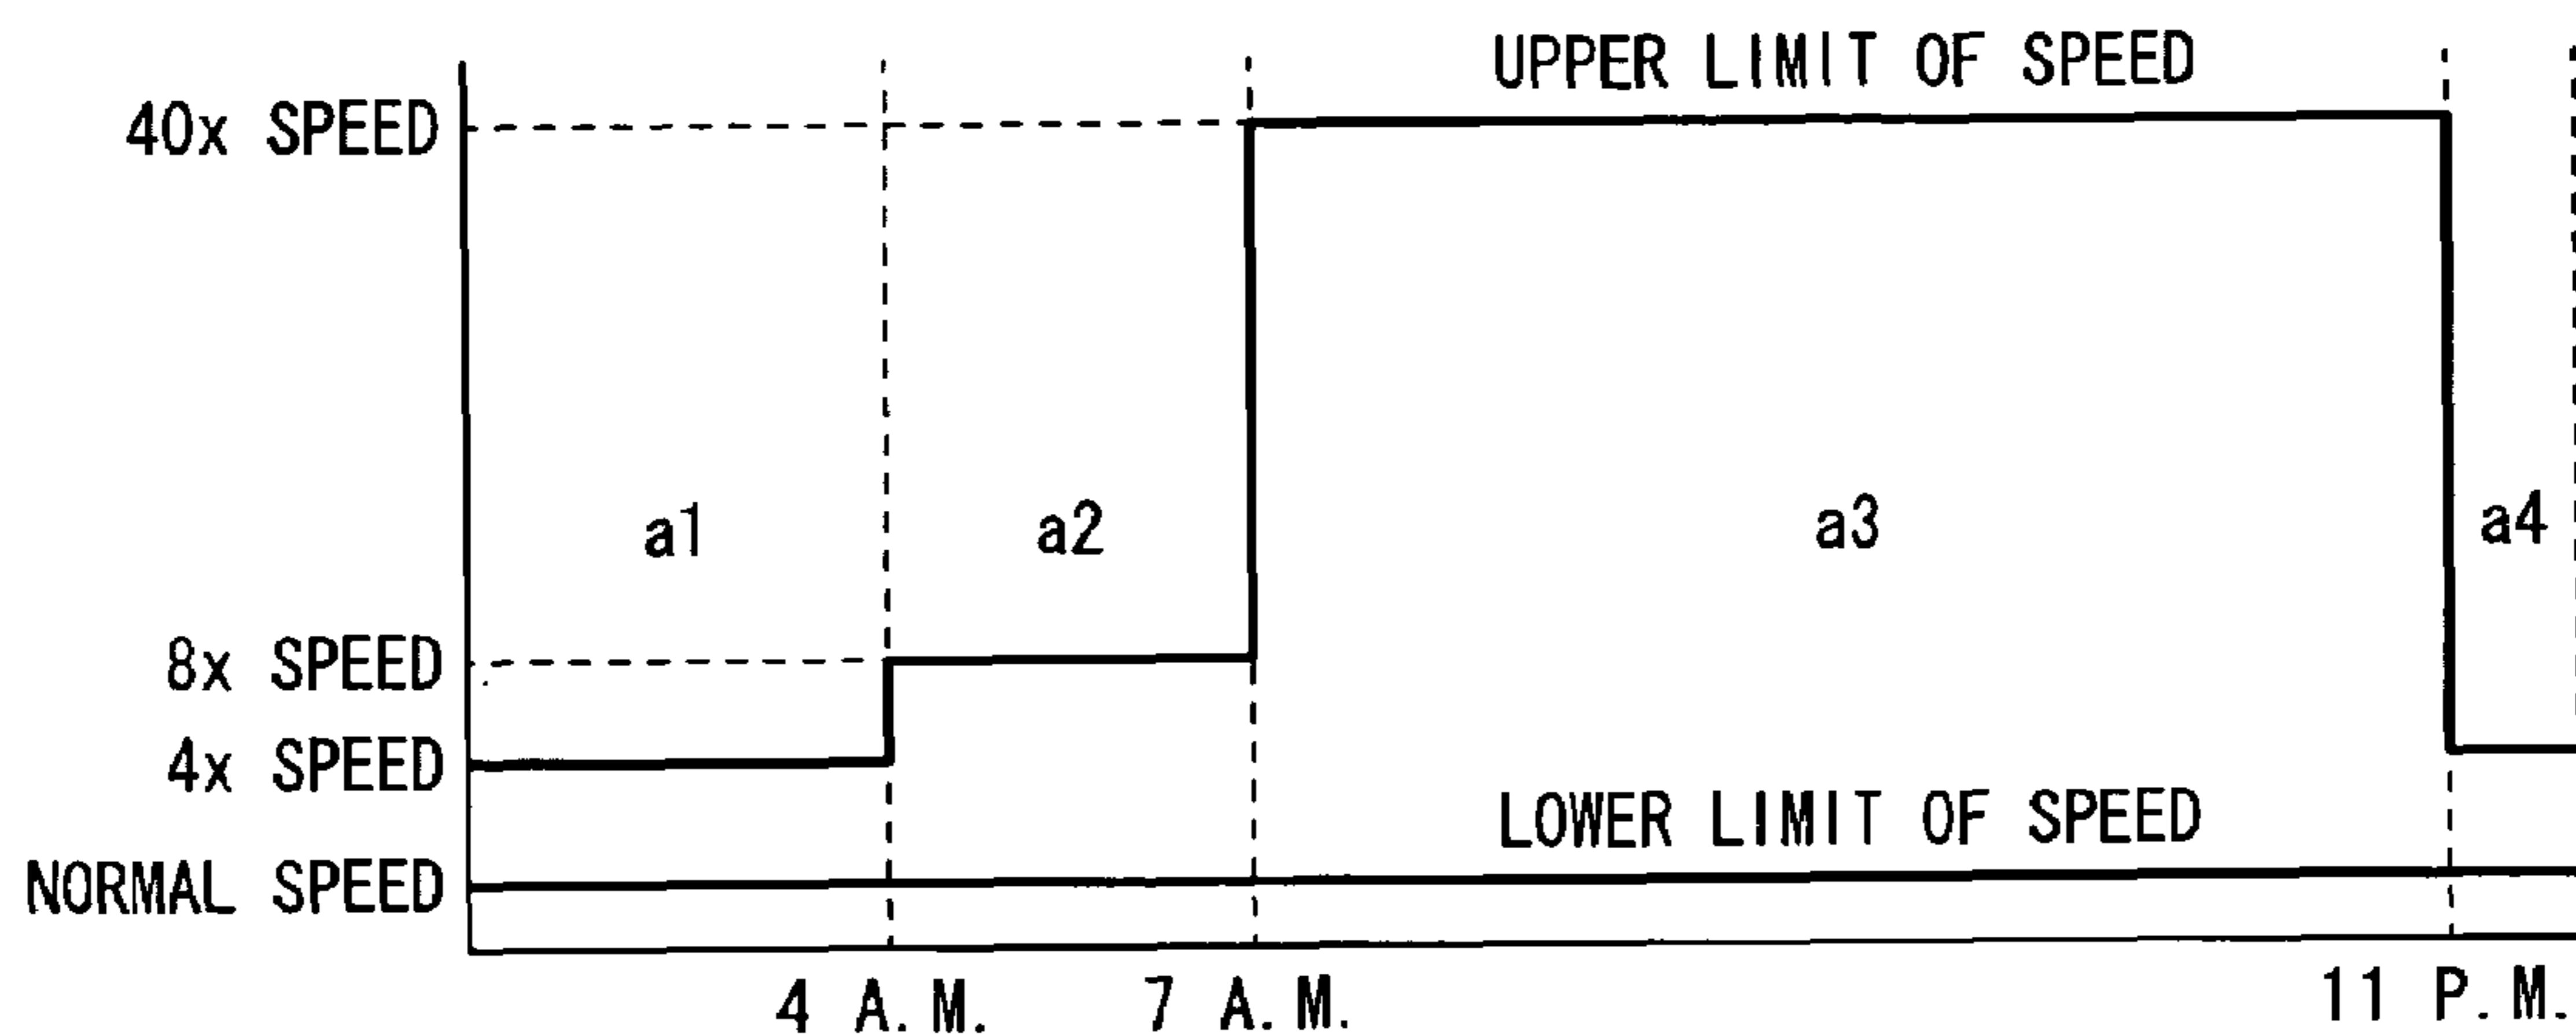 UPPER LIMIT OF SPEED
40x SPEED
a1
a2
a3
a4
8x SPEED
4x SPEED
LOWER LIMIT OF SPEED
NORMAL SPEED
4 A.M.
7 A.M.
11 P.M.